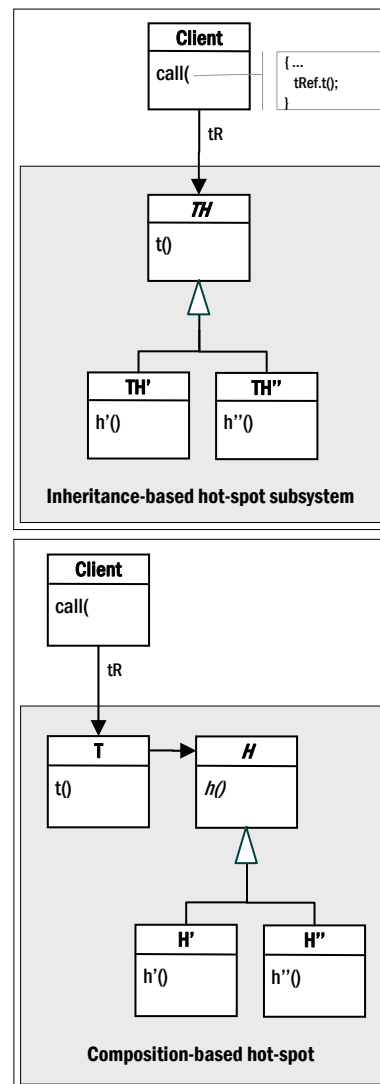 Client
call(
{ ...
tRef.t();
}
tR
TH
t()
TH'
TH''
h'()
h''()
Inheritance-based hot-spot subsystem
Client
call(
tR
T
H
t()
h()
H'
H''
h'()
h''()
Composition-based hot-spot